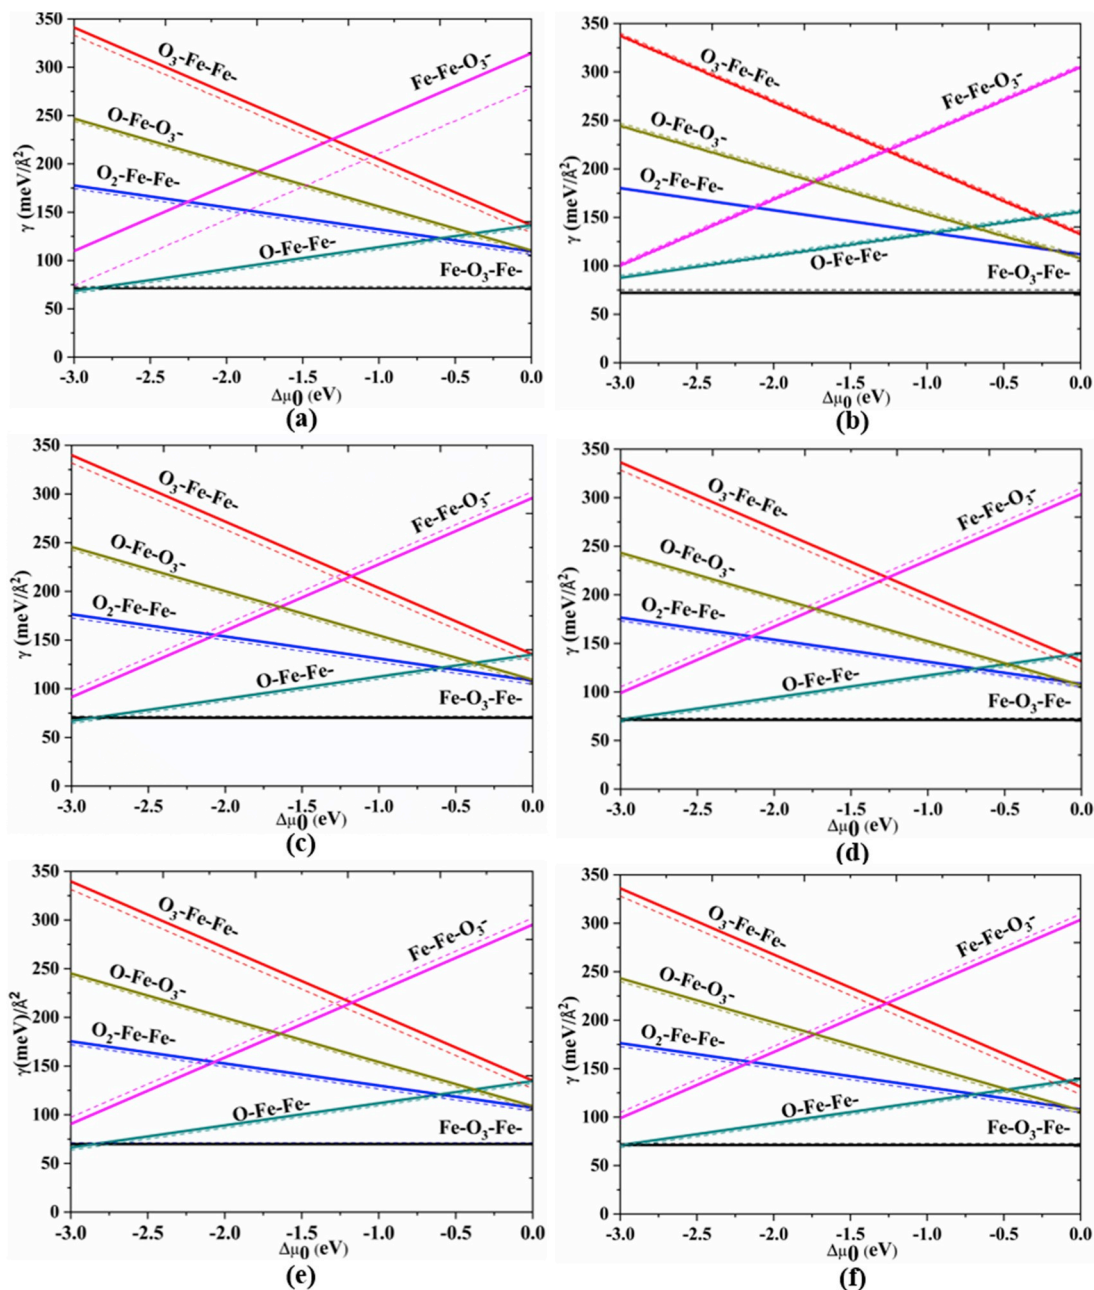 350
300
250
200
150
100
50
0
γ (meV/Å²)
O₃-Fe-Fe-
Fe-Fe-O₃-
O-Fe-O₃-
O₂-Fe-Fe-
O-Fe-Fe-
Fe-O₃-Fe-
-3.0 -2.5 -2.0 -1.5 -1.0 -0.5 0.0
Δμ0 (eV)
(a)
350
300
250
200
150
100
50
0
γ (meV/Å²)
O₃-Fe-Fe-
Fe-Fe-O₃-
O-Fe-O₃-
O₂-Fe-Fe-
O-Fe-Fe-
Fe-O₃-Fe-
-3.0 -2.5 -2.0 -1.5 -1.0 -0.5 0.0
Δμ0 (eV)
(b)
350
300
250
200
150
100
50
0
γ (meV/Å²)
O₃-Fe-Fe-
Fe-Fe-O₃-
O-Fe-O₃-
O₂-Fe-Fe-
O-Fe-Fe-
Fe-O₃-Fe-
-3.0 -2.5 -2.0 -1.5 -1.0 -0.5 0.0
Δμ0 (eV)
(c)
350
300
250
200
150
100
50
0
γ (meV/Å²)
O₃-Fe-Fe-
Fe-Fe-O₃-
O-Fe-O₃-
O₂-Fe-Fe-
O-Fe-Fe-
Fe-O₃-Fe-
-3.0 -2.5 -2.0 -1.5 -1.0 -0.5 0.0
Δμ0 (eV)
(d)
350
300
250
200
150
100
50
0
γ(meV)/Å²
O₃-Fe-Fe-
Fe-Fe-O₃-
O-Fe-O₃-
O₂-Fe-Fe-
O-Fe-Fe-
Fe-O₃-Fe-
-3.0 -2.5 -2.0 -1.5 -1.0 -0.5 0.0
Δμ0 (eV)
(e)
350
300
250
200
150
100
50
0
γ (meV/Å²)
O₃-Fe-Fe-
Fe-Fe-O₃-
O-Fe-O₃-
O₂-Fe-Fe-
O-Fe-Fe-
Fe-O₃-Fe-
-3.0 -2.5 -2.0 -1.5 -1.0 -0.5 0.0
Δμ0 (eV)
(f)